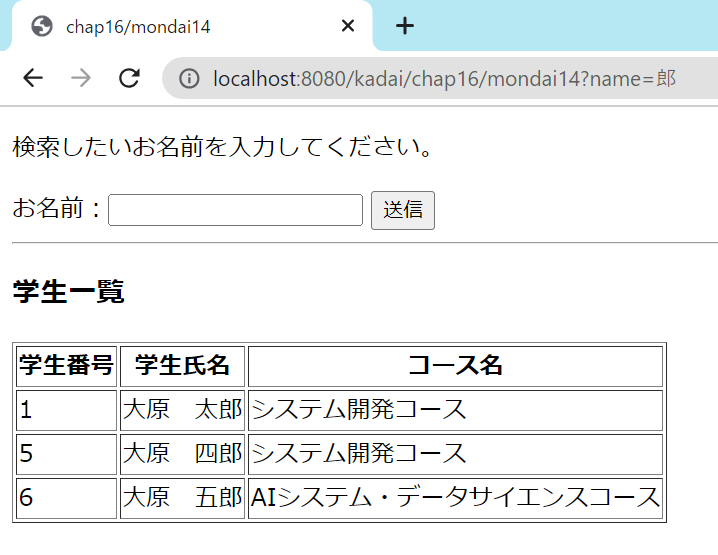 chap16/mondai14
localhost:8080/kadai/chap16/mondai14?name=郎
検索したいお名前を入力してください。
お名前： 送信
学生一覧
学生番号 学生氏名 コース名
1 大原　太郎 システム開発コース
5 大原　四郎 システム開発コース
6 大原　五郎 AIシステム・データサイエンスコース